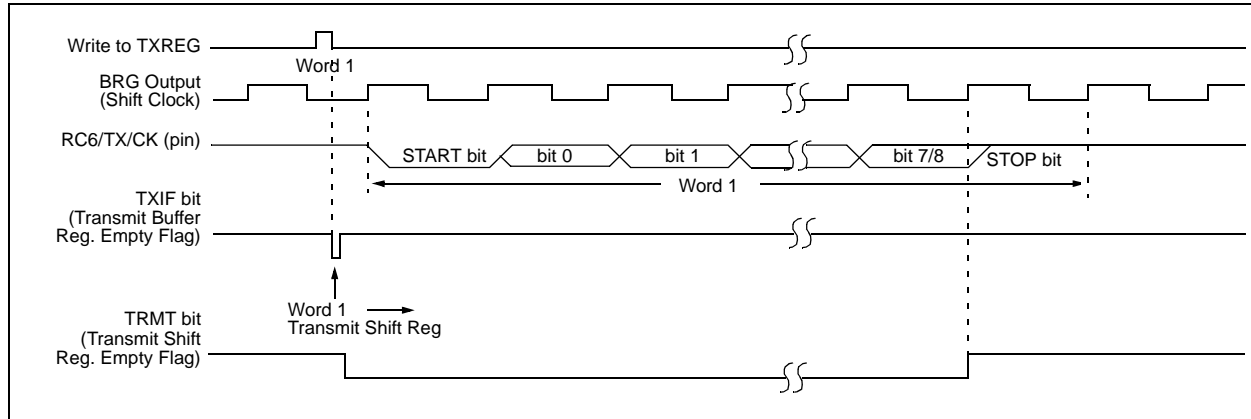 Write to TXREG
Word 1
BRG Output
(Shift Clock)
RC6/TX/CK (pin)
START bit
bit 0
bit 1
bit 7/8
STOP bit
Word 1
TXIF bit
(Transmit Buffer
Reg. Empty Flag)
Word 1
Transmit Shift Reg
TRMT bit
(Transmit Shift
Reg. Empty Flag)